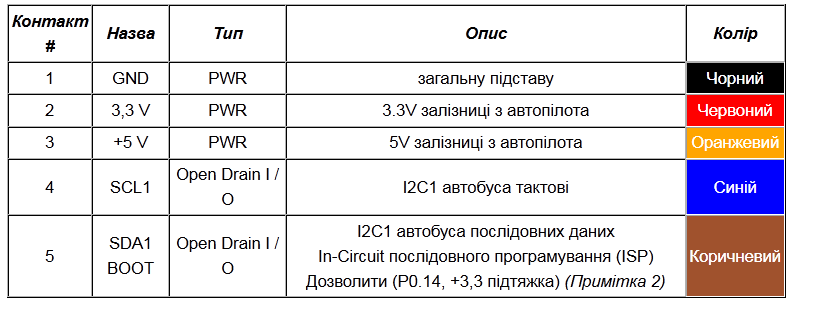 Контакт # Назва Тип Опис Колір
1 GND PWR загальну підставу Чорний
2 3,3 V PWR 3.3V залізниці з автопілота Червоний
3 +5 V PWR 5V залізниці з автопілота Оранжевий
4 SCL1 Open Drain I / O I2C1 автобуса тактові Синій
5 SDA1 BOOT Open Drain I / O I2C1 автобуса послідовних даних
In-Circuit послідовного програмування (ISP)
Дозволити (P0.14, +3,3 підтяжка) (Примітка 2) Коричневий